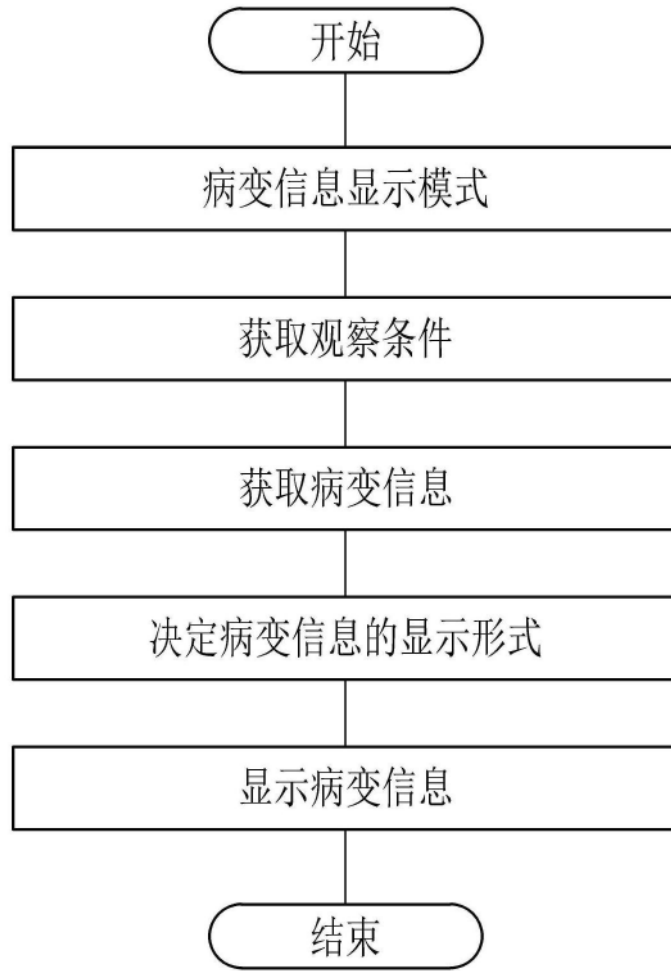 开始
病变信息显示模式
获取观察条件
获取病变信息
决定病变信息的显示形式
显示病变信息
结束